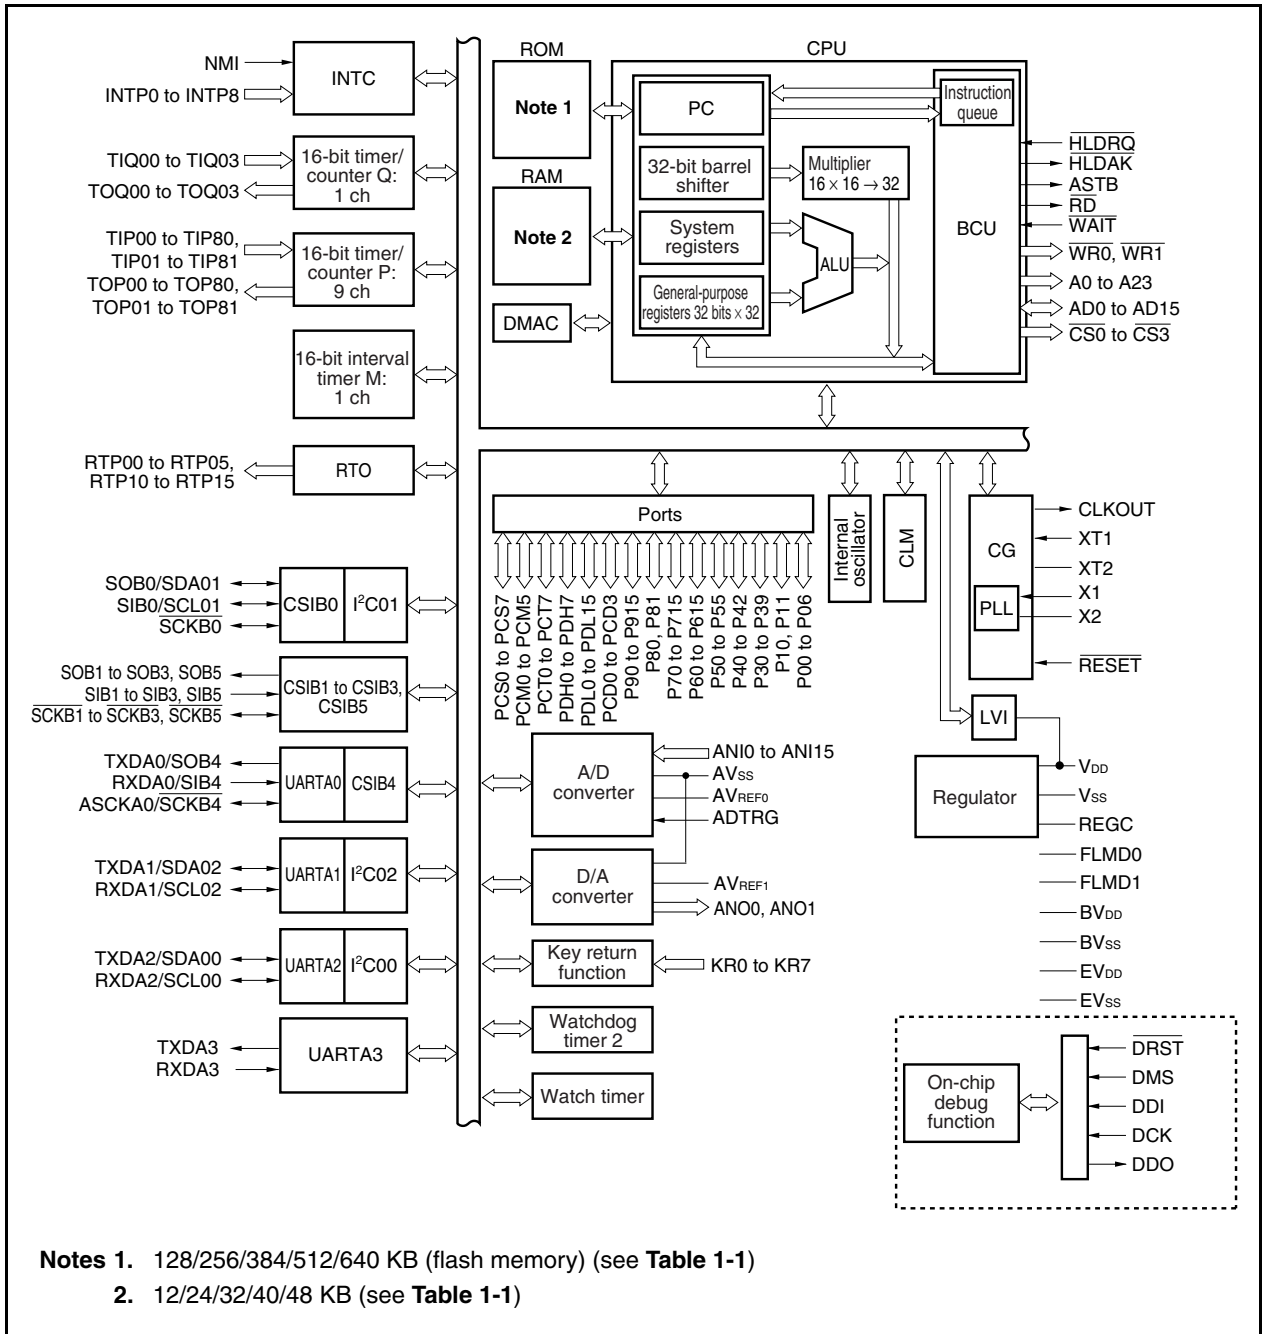 NMI
INTP0 to INTP8
INTC
TIQ00 to TIQ03
TOQ00 to TOQ03
16-bit timer/
counter Q:
1 ch
TIP00 to TIP80,
TIP01 to TIP81
TOP00 to TOP80,
TOP01 to TOP81
16-bit timer/
counter P:
9 ch
16-bit interval
timer M:
1 ch
RTP00 to RTP05,
RTP10 to RTP15
RTO
SOB0/SDA01
SIB0/SCL01
SCKB0
CSIB0
I²C01
SOB1 to SOB3, SOB5
SIB1 to SIB3, SIB5
SCKB1 to SCKB3, SCKB5
CSIB1 to CSIB3,
CSIB5
TXDA0/SOB4
RXDA0/SIB4
ASCKA0/SCKB4
UARTA0
CSIB4
TXDA1/SDA02
RXDA1/SCL02
UARTA1
I²C02
TXDA2/SDA00
RXDA2/SCL00
UARTA2
I²C00
TXDA3
RXDA3
UARTA3
ROM
Note 1
RAM
Note 2
DMAC
CPU
PC
32-bit barrel
shifter
System
registers
General-purpose
registers 32 bits × 32
Multiplier
16 × 16 → 32
ALU
Instruction
queue
BCU
HLDRQ
HLDAK
ASTB
RD
WAIT
WR0, WR1
A0 to A23
AD0 to AD15
CS0 to CS3
Ports
PCS0 to PCS7
PCM0 to PCM5
PCT0 to PCT7
PDH0 to PDH7
PDL0 to PDL15
PCD0 to PCD3
P90 to P915
P80, P81
P70 to P715
P60 to P615
P50 to P55
P40 to P42
P30 to P39
P10, P11
P00 to P06
Internal
oscillator
CLM
CG
PLL
CLKOUT
XT1
XT2
X1
X2
RESET
LVI
Regulator
VDD
VSS
REGC
FLMD0
FLMD1
BVDD
BVSS
EVDD
EVSS
A/D
converter
ANI0 to ANI15
AVSS
AVREF0
ADTRG
D/A
converter
AVREF1
ANO0, ANO1
Key return
function
KR0 to KR7
Watchdog
timer 2
Watch timer
On-chip
debug
function
DRST
DMS
DDI
DCK
DDO
Notes 1. 128/256/384/512/640 KB (flash memory) (see Table 1-1)
2. 12/24/32/40/48 KB (see Table 1-1)